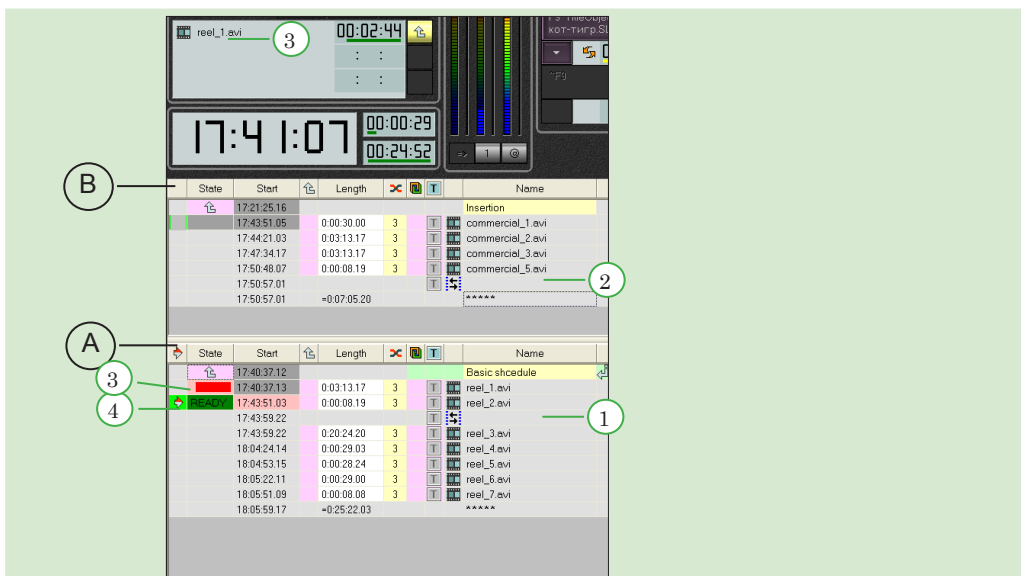 F9 TileObje
reel_1.avi 3 00:02:44 кот-тигр.SL
: :
: :
^F9
17:41:07 00:00:29
00:24:52 => 1 @
B State Start Length T Name
17:21:25.16 Insertion
17:43:51.05 0:00:30.00 3 T commercial_1.avi
17:44:21.03 0:03:13.17 3 T commercial_2.avi
17:47:34.17 0:03:13.17 3 T commercial_3.avi
17:50:48.07 0:00:08.19 3 T commercial_5.avi
17:50:57.01 T 2
17:50:57.01 =0:07:05.20 *****
A State Start Length T Name
17:40:37.12 Basic shcedule
3 17:40:37.13 0:03:13.17 3 T reel_1.avi
4 READY 17:43:51.03 0:00:08.19 3 T reel_2.avi
17:43:59.22 T 1
17:43:59.22 0:20:24.20 3 T reel_3.avi
18:04:24.14 0:00:29.03 3 T reel_4.avi
18:04:53.15 0:00:28.24 3 T reel_5.avi
18:05:22.11 0:00:29.00 3 T reel_6.avi
18:05:51.09 0:00:08.08 3 T reel_7.avi
18:05:59.17 =0:25:22.03 *****